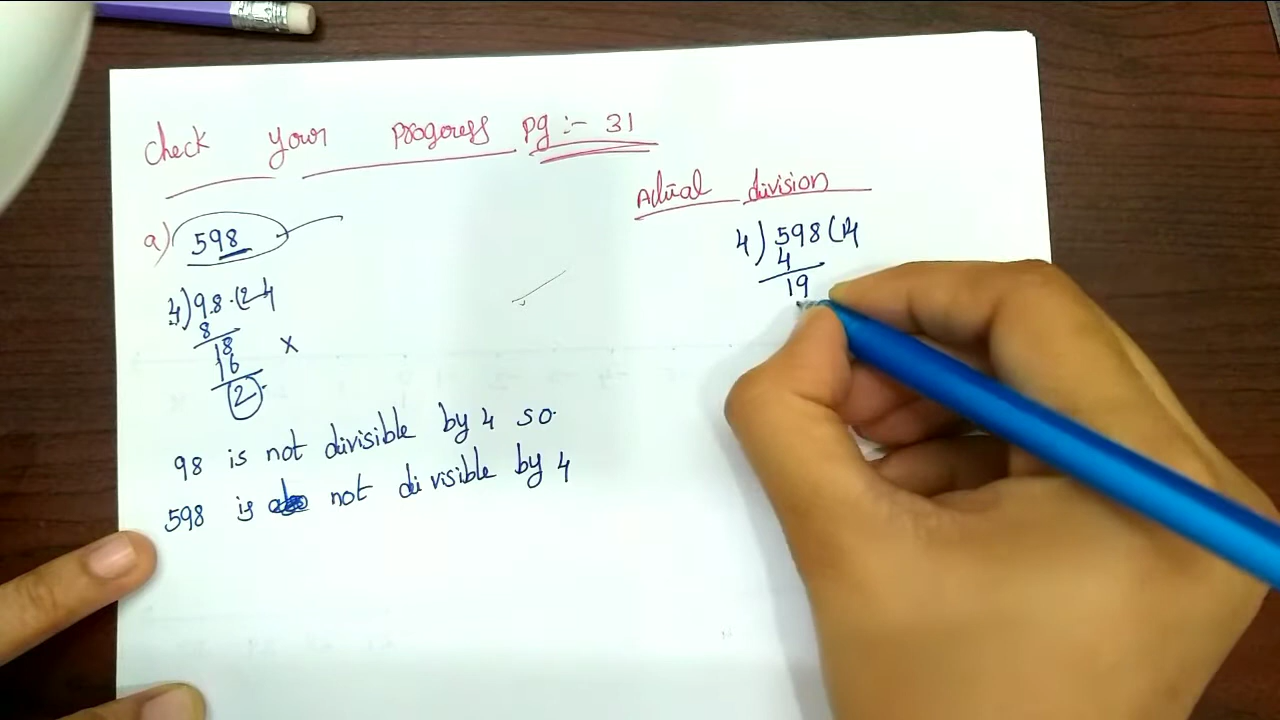 check your progress pg :- 31
a) 598
4)98(24
8
18
16
2
x
98 is not divisible by 4 so.
598 is not divisible by 4
Actual division
4)598(14
4
19